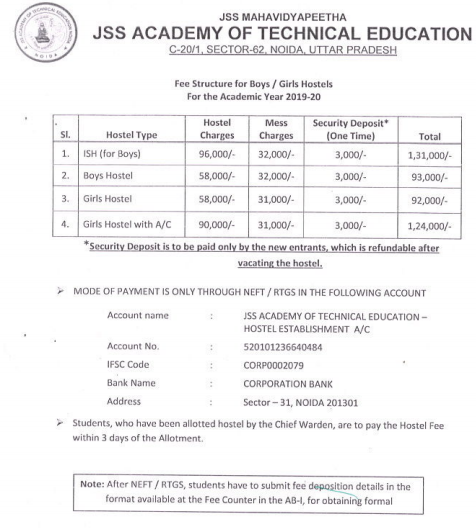 JSS MAHAVIDYAPEETHA
JSS ACADEMY OF TECHNICAL EDUCATION
C-20/1, SECTOR-62, NOIDA, UTTAR PRADESH
Fee Structure for Boys / Girls Hostels
For the Academic Year 2019-20
Sl. Hostel Type Hostel Charges Mess Charges Security Deposit* (One Time) Total
1. ISH (for Boys) 96,000/- 32,000/- 3,000/- 1,31,000/-
2. Boys Hostel 58,000/- 32,000/- 3,000/- 93,000/-
3. Girls Hostel 58,000/- 31,000/- 3,000/- 92,000/-
4. Girls Hostel with A/C 90,000/- 31,000/- 3,000/- 1,24,000/-
*Security Deposit is to be paid only by the new entrants, which is refundable after
vacating the hostel.
➢ MODE OF PAYMENT IS ONLY THROUGH NEFT / RTGS IN THE FOLLOWING ACCOUNT
Account name : JSS ACADEMY OF TECHNICAL EDUCATION –
HOSTEL ESTABLISHMENT A/C
Account No. : 520101236640484
IFSC Code : CORP0002079
Bank Name : CORPORATION BANK
Address : Sector – 31, NOIDA 201301
➢ Students, who have been allotted hostel by the Chief Warden, are to pay the Hostel Fee
within 3 days of the Allotment.
Note: After NEFT / RTGS, students have to submit fee deposition details in the
format available at the Fee Counter in the AB-I, for obtaining formal